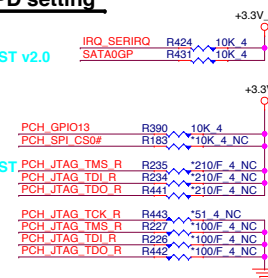 PD setting
+3.3V_
IRQ_SERIRQ R424 10K_4
SATA0GP R431 10K_4
ST v2.0
+3.3V
PCH_GPIO13 R390 10K_4
PCH_SPI_CS0# R183 *10K_4_NC
ST PCH_JTAG_TMS_R R235 *210/F_4_NC
PCH_JTAG_TDI_R R234 *210/F_4_NC
PCH_JTAG_TDO_R R441 *210/F_4_NC
PCH_JTAG_TCK_R R443 *51_4_NC
PCH_JTAG_TMS_R R227 *100/F_4_NC
PCH_JTAG_TDI_R R226 *100/F_4_NC
PCH_JTAG_TDO_R R442 *100/F_4_NC